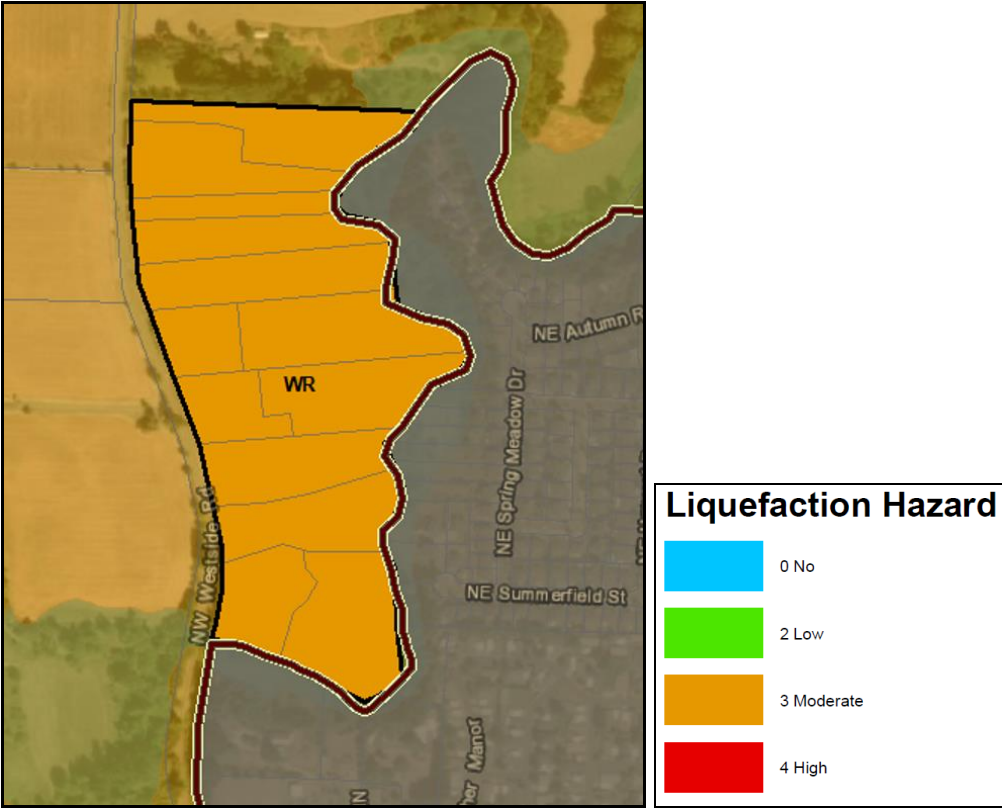 NE Autumn R
WR
NE Spring Meadow Dr
NW Westside Rd
NE Summerfield St
her Manor
N
Liquefaction Hazard
0 No
2 Low
3 Moderate
4 High